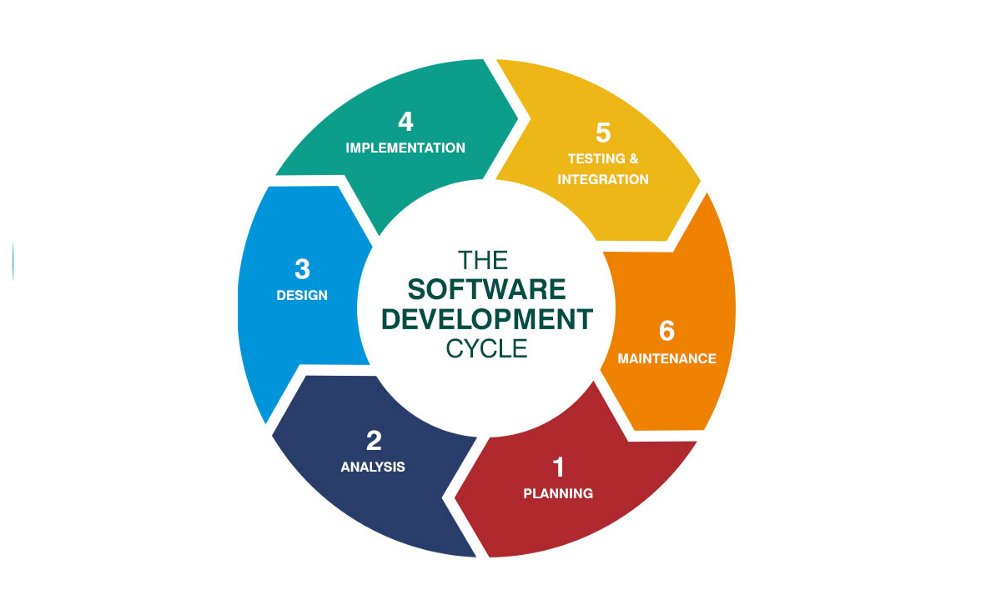 THE
SOFTWARE
DEVELOPMENT
CYCLE
1
PLANNING
2
ANALYSIS
3
DESIGN
4
IMPLEMENTATION
5
TESTING &
INTEGRATION
6
MAINTENANCE